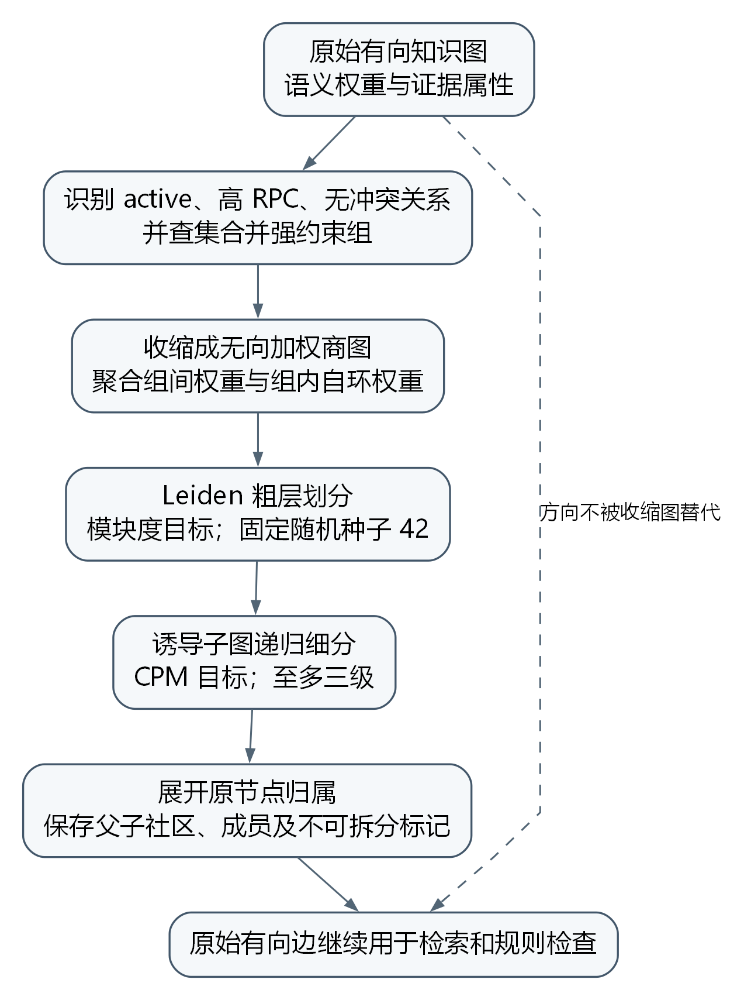 原始有向知识图
语义权重与证据属性
识别 active、高 RPC、无冲突关系
并查集合并强约束组
收缩成无向加权商图
聚合组间权重与组内自环权重
Leiden 粗层划分
模块度目标；固定随机种子 42
方向不被收缩图替代
诱导子图递归细分
CPM 目标；至多三级
展开原节点归属
保存父子社区、成员及不可拆分标记
原始有向边继续用于检索和规则检查